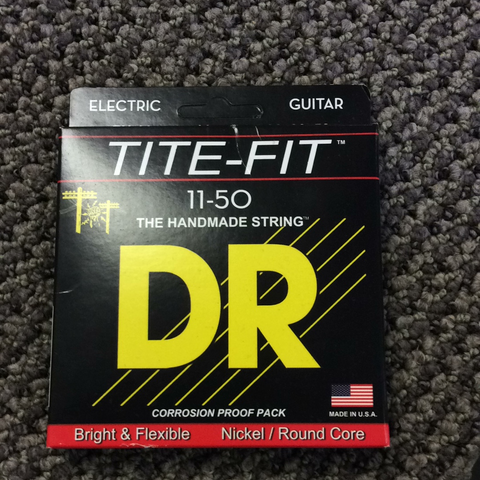 ELECTRIC GUITAR
TITE-FIT™
11-50
THE HANDMADE STRING™
DR
CORROSION PROOF PACK
MADE IN U.S.A.
Bright & Flexible Nickel / Round Core